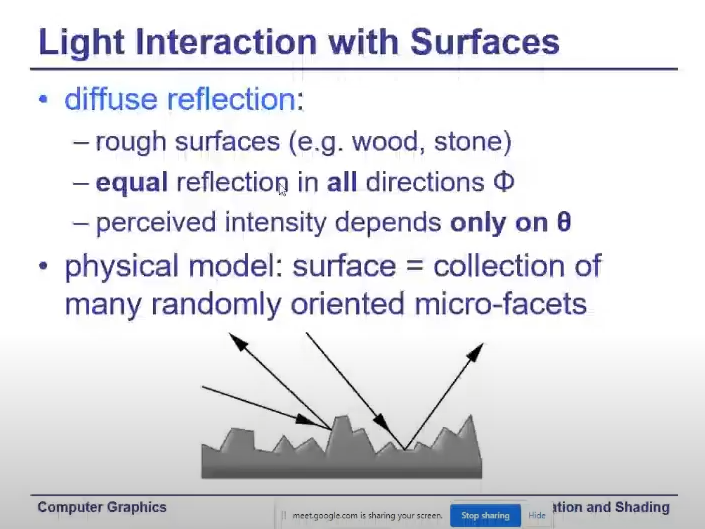 Light Interaction with Surfaces
• diffuse reflection:
– rough surfaces (e.g. wood, stone)
– equal reflection in all directions Φ
– perceived intensity depends only on θ
• physical model: surface = collection of
many randomly oriented micro-facets
Computer Graphics
meet.google.com is sharing your screen.
Stop sharing
Hide
and Shading